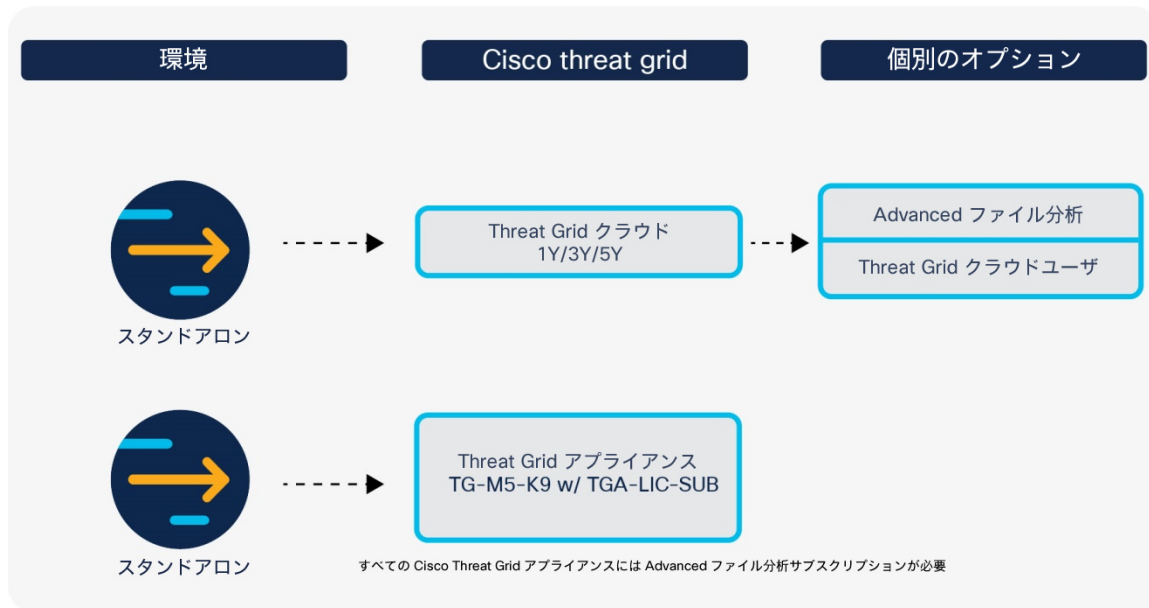 環境
Cisco threat grid
個別のオプション
スタンドアロン
Threat Grid クラウド
1Y/3Y/5Y
Advanced ファイル分析
Threat Grid クラウドユーザ
スタンドアロン
Threat Grid アプライアンス
TG-M5-K9 w/ TGA-LIC-SUB
すべての Cisco Threat Grid アプライアンスには Advanced ファイル分析サブスクリプションが必要